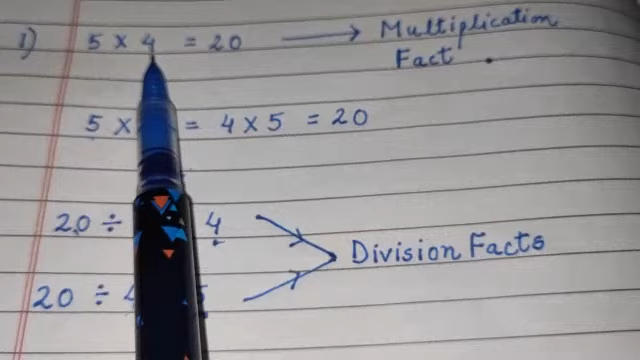 1) 5 × 4 = 20 → Multiplication
Fact .
5 × = 4 × 5 = 20
20 ÷ 4
Division Facts
20 ÷